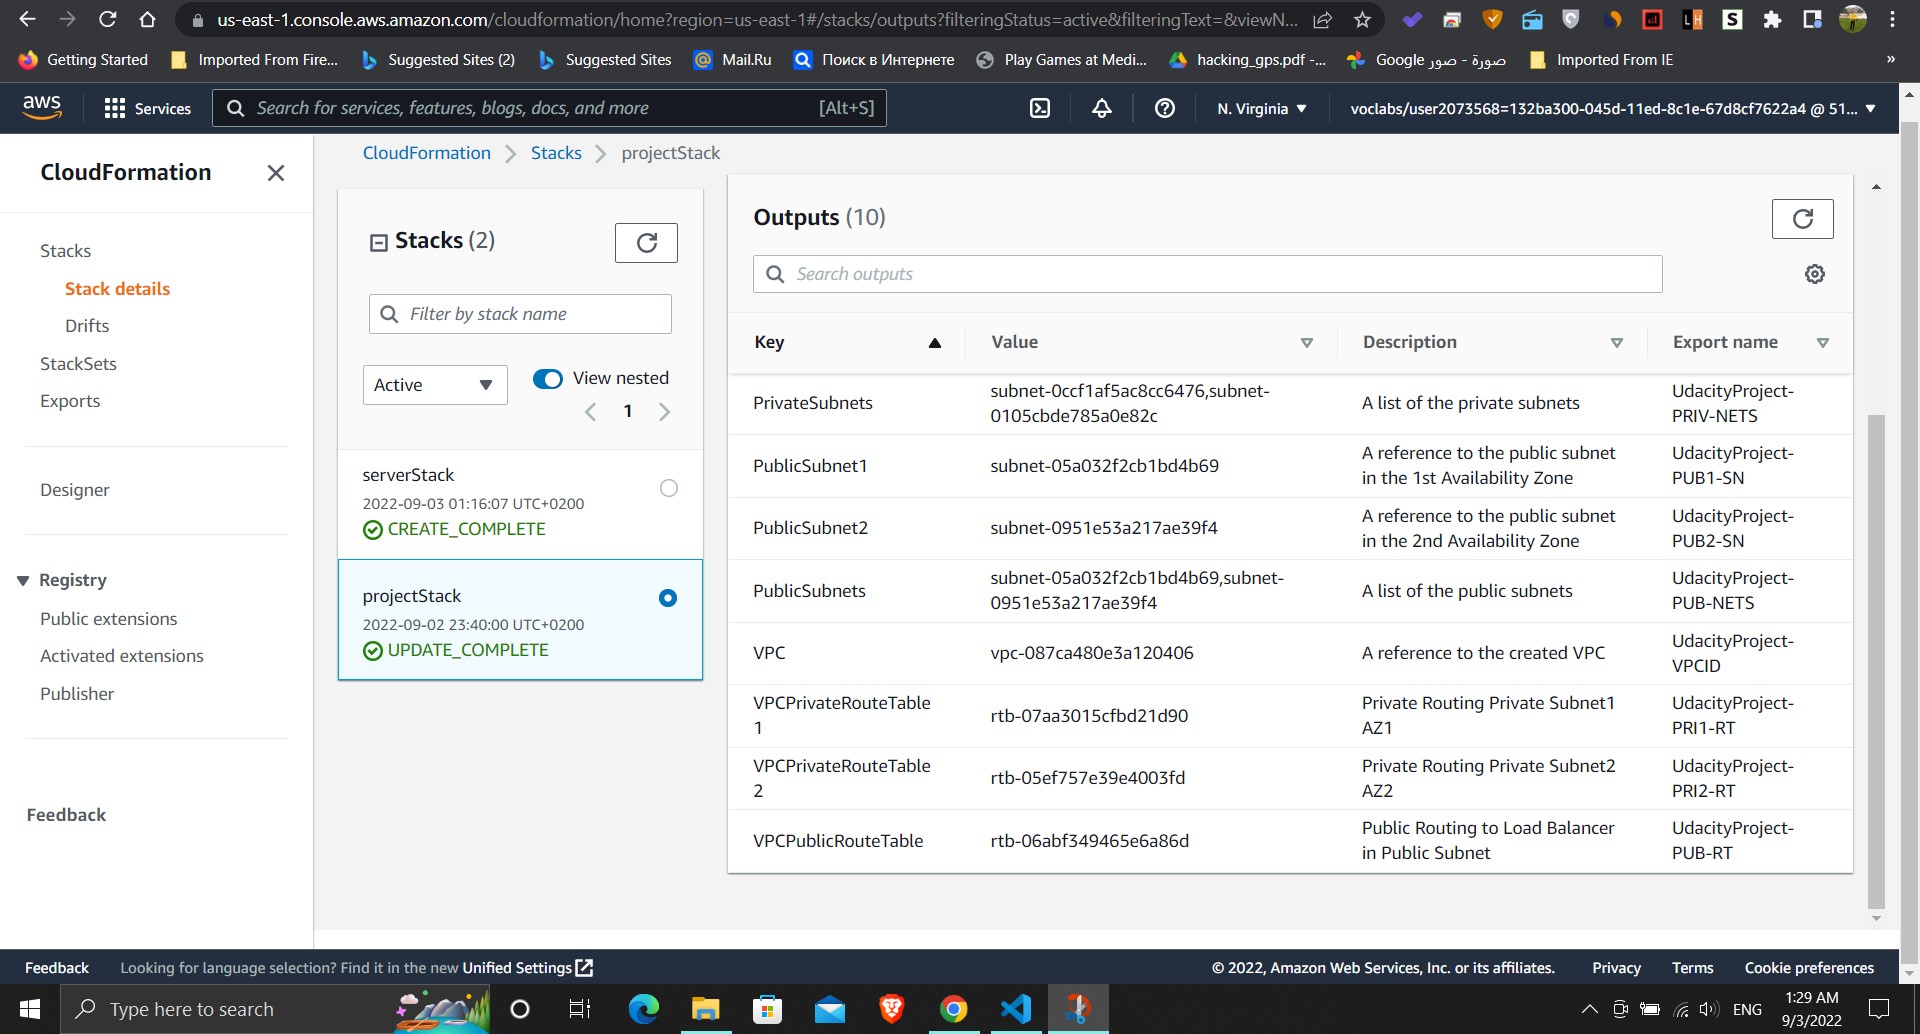 us-east-1.console.aws.amazon.com/cloudformation/home?region=us-east-1#/stacks/outputs?filteringStatus=active&filteringText=&viewN...
Getting Started
Imported From Fire...
Suggested Sites (2)
Suggested Sites
Mail.Ru
Поиск в Интернете
Play Games at Medi...
hacking_gps.pdf -...
صورة - صور Google
Imported From IE
»
aws
Services
Search for services, features, blogs, docs, and more
[Alt+S]
N. Virginia
voclabs/user2073568=132ba300-045d-11ed-8c1e-67d8cf7622a4 @ 51...
CloudFormation
Stacks
Stack details
Drifts
StackSets
Exports
Designer
Registry
Public extensions
Activated extensions
Publisher
Feedback
CloudFormation
Stacks
projectStack
Stacks (2)
Filter by stack name
Active
View nested
1
serverStack
2022-09-03 01:16:07 UTC+0200
CREATE_COMPLETE
projectStack
2022-09-02 23:40:00 UTC+0200
UPDATE_COMPLETE
Outputs (10)
Search outputs
Key
Value
Description
Export name
PrivateSubnets
subnet-0ccf1af5ac8cc6476,subnet-
0105cbde785a0e82c
A list of the private subnets
UdacityProject-
PRIV-NETS
PublicSubnet1
subnet-05a032f2cb1bd4b69
A reference to the public subnet
in the 1st Availability Zone
UdacityProject-
PUB1-SN
PublicSubnet2
subnet-0951e53a217ae39f4
A reference to the public subnet
in the 2nd Availability Zone
UdacityProject-
PUB2-SN
PublicSubnets
subnet-05a032f2cb1bd4b69,subnet-
0951e53a217ae39f4
A list of the public subnets
UdacityProject-
PUB-NETS
VPC
vpc-087ca480e3a120406
A reference to the created VPC
UdacityProject-
VPCID
VPCPrivateRouteTable
1
rtb-07aa3015cfbd21d90
Private Routing Private Subnet1
AZ1
UdacityProject-
PRI1-RT
VPCPrivateRouteTable
2
rtb-05ef757e39e4003fd
Private Routing Private Subnet2
AZ2
UdacityProject-
PRI2-RT
VPCPublicRouteTable
rtb-06abf349465e6a86d
Public Routing to Load Balancer
in Public Subnet
UdacityProject-
PUB-RT
Feedback
Looking for language selection? Find it in the new Unified Settings
© 2022, Amazon Web Services, Inc. or its affiliates.
Privacy
Terms
Cookie preferences
Type here to search
ENG
1:29 AM
9/3/2022